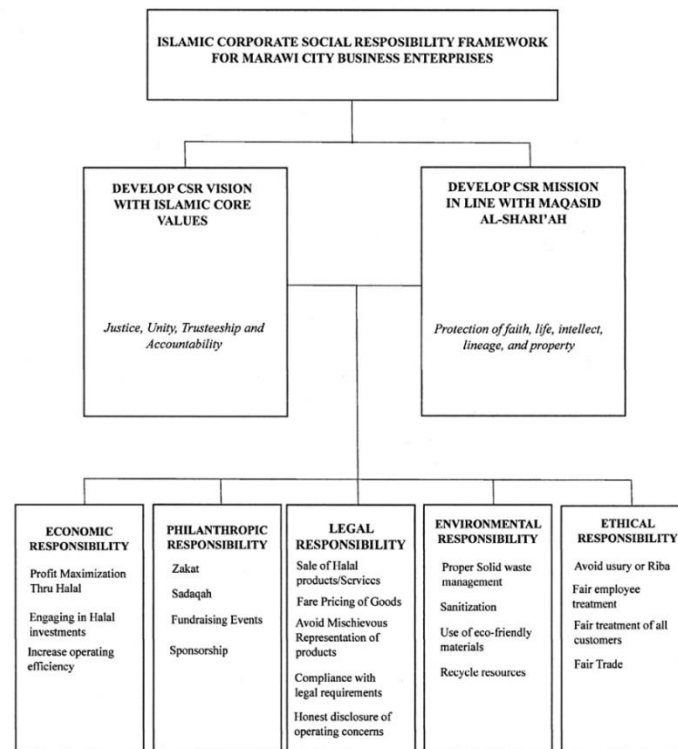 ISLAMIC CORPORATE SOCIAL RESPOSIBILITY FRAMEWORK
FOR MARAWI CITY BUSINESS ENTERPRISES
DEVELOP CSR VISION
WITH ISLAMIC CORE
VALUES
Justice, Unity, Trusteeship and
Accountability
DEVELOP CSR MISSION
IN LINE WITH MAQASID
AL-SHARI'AH
Protection of faith, life, intellect,
lineage, and property
ECONOMIC
RESPONSIBILITY
Profit Maximization
Thru Halal
Engaging in Halal
investments
Increase operating
efficiency
PHILANTHROPIC
RESPONSIBILITY
Zakat
Sadaqah
Fundraising Events
Sponsorship
LEGAL
RESPONSIBILITY
Sale of Halal
products/Services
Fare Pricing of Goods
Avoid Mischievous
Representation of
products
Compliance with
legal requirements
Honest disclosure of
operating concerns
ENVIRONMENTAL
RESPONSIBILITY
Proper Solid waste
management
Sanitization
Use of eco-friendly
materials
Recycle resources
ETHICAL
RESPONSIBILITY
Avoid usury or Riba
Fair employee
treatment
Fair treatment of all
customers
Fair Trade